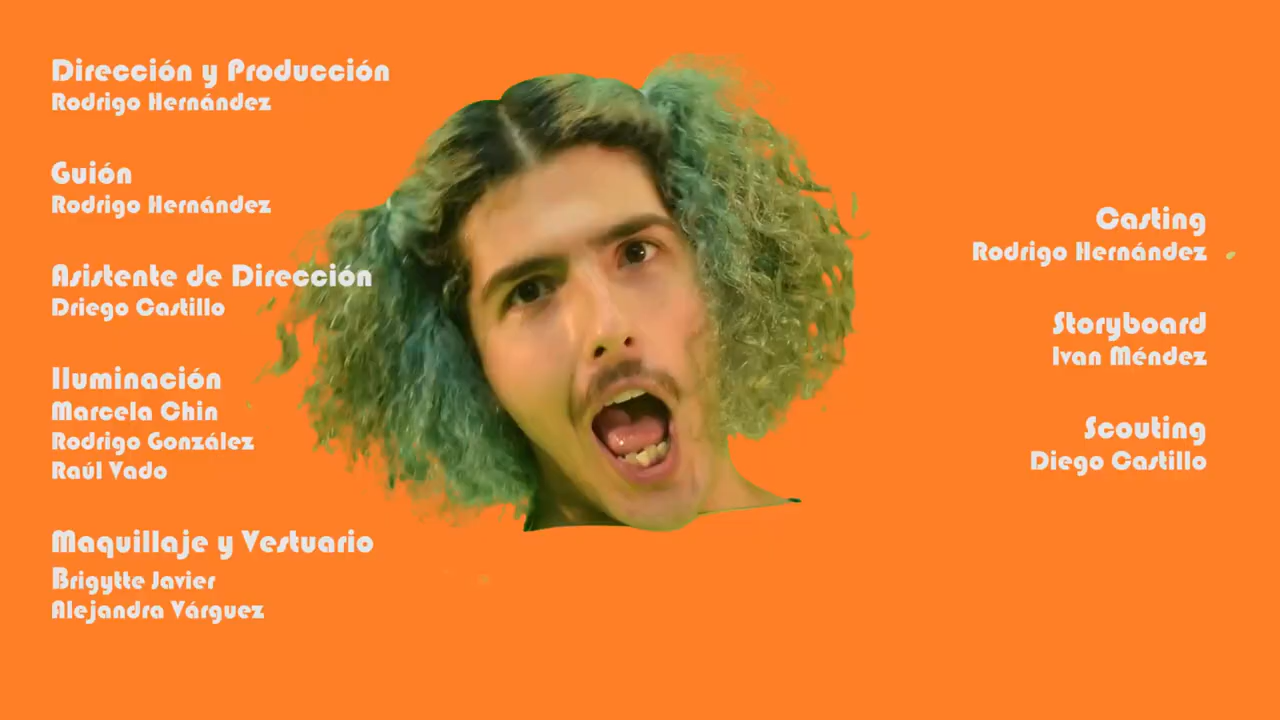 Dirección y Producción
Rodrigo Hernández
Guión
Rodrigo Hernández
Asistente de Dirección
Driego Castillo
Iluminación
Marcela Chin
Rodrigo González
Raúl Vado
Maquillaje y Vestuario
Brigytte Javier
Alejandra Várguez
Casting
Rodrigo Hernández
Storyboard
Ivan Méndez
Scouting
Diego Castillo